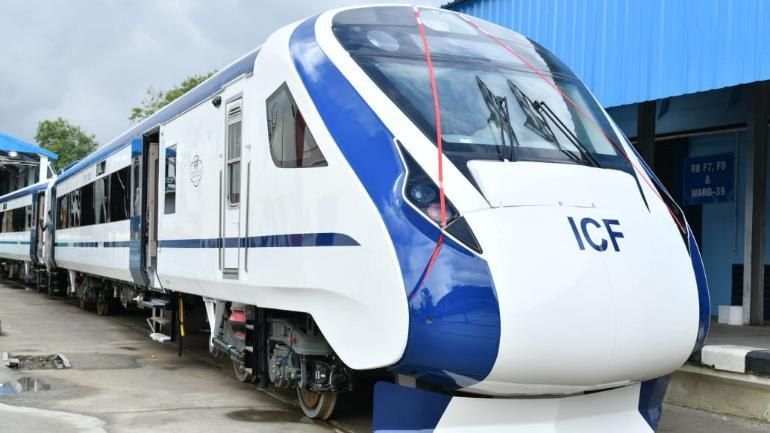 ICF
RB F7, F8
&
WARD-39